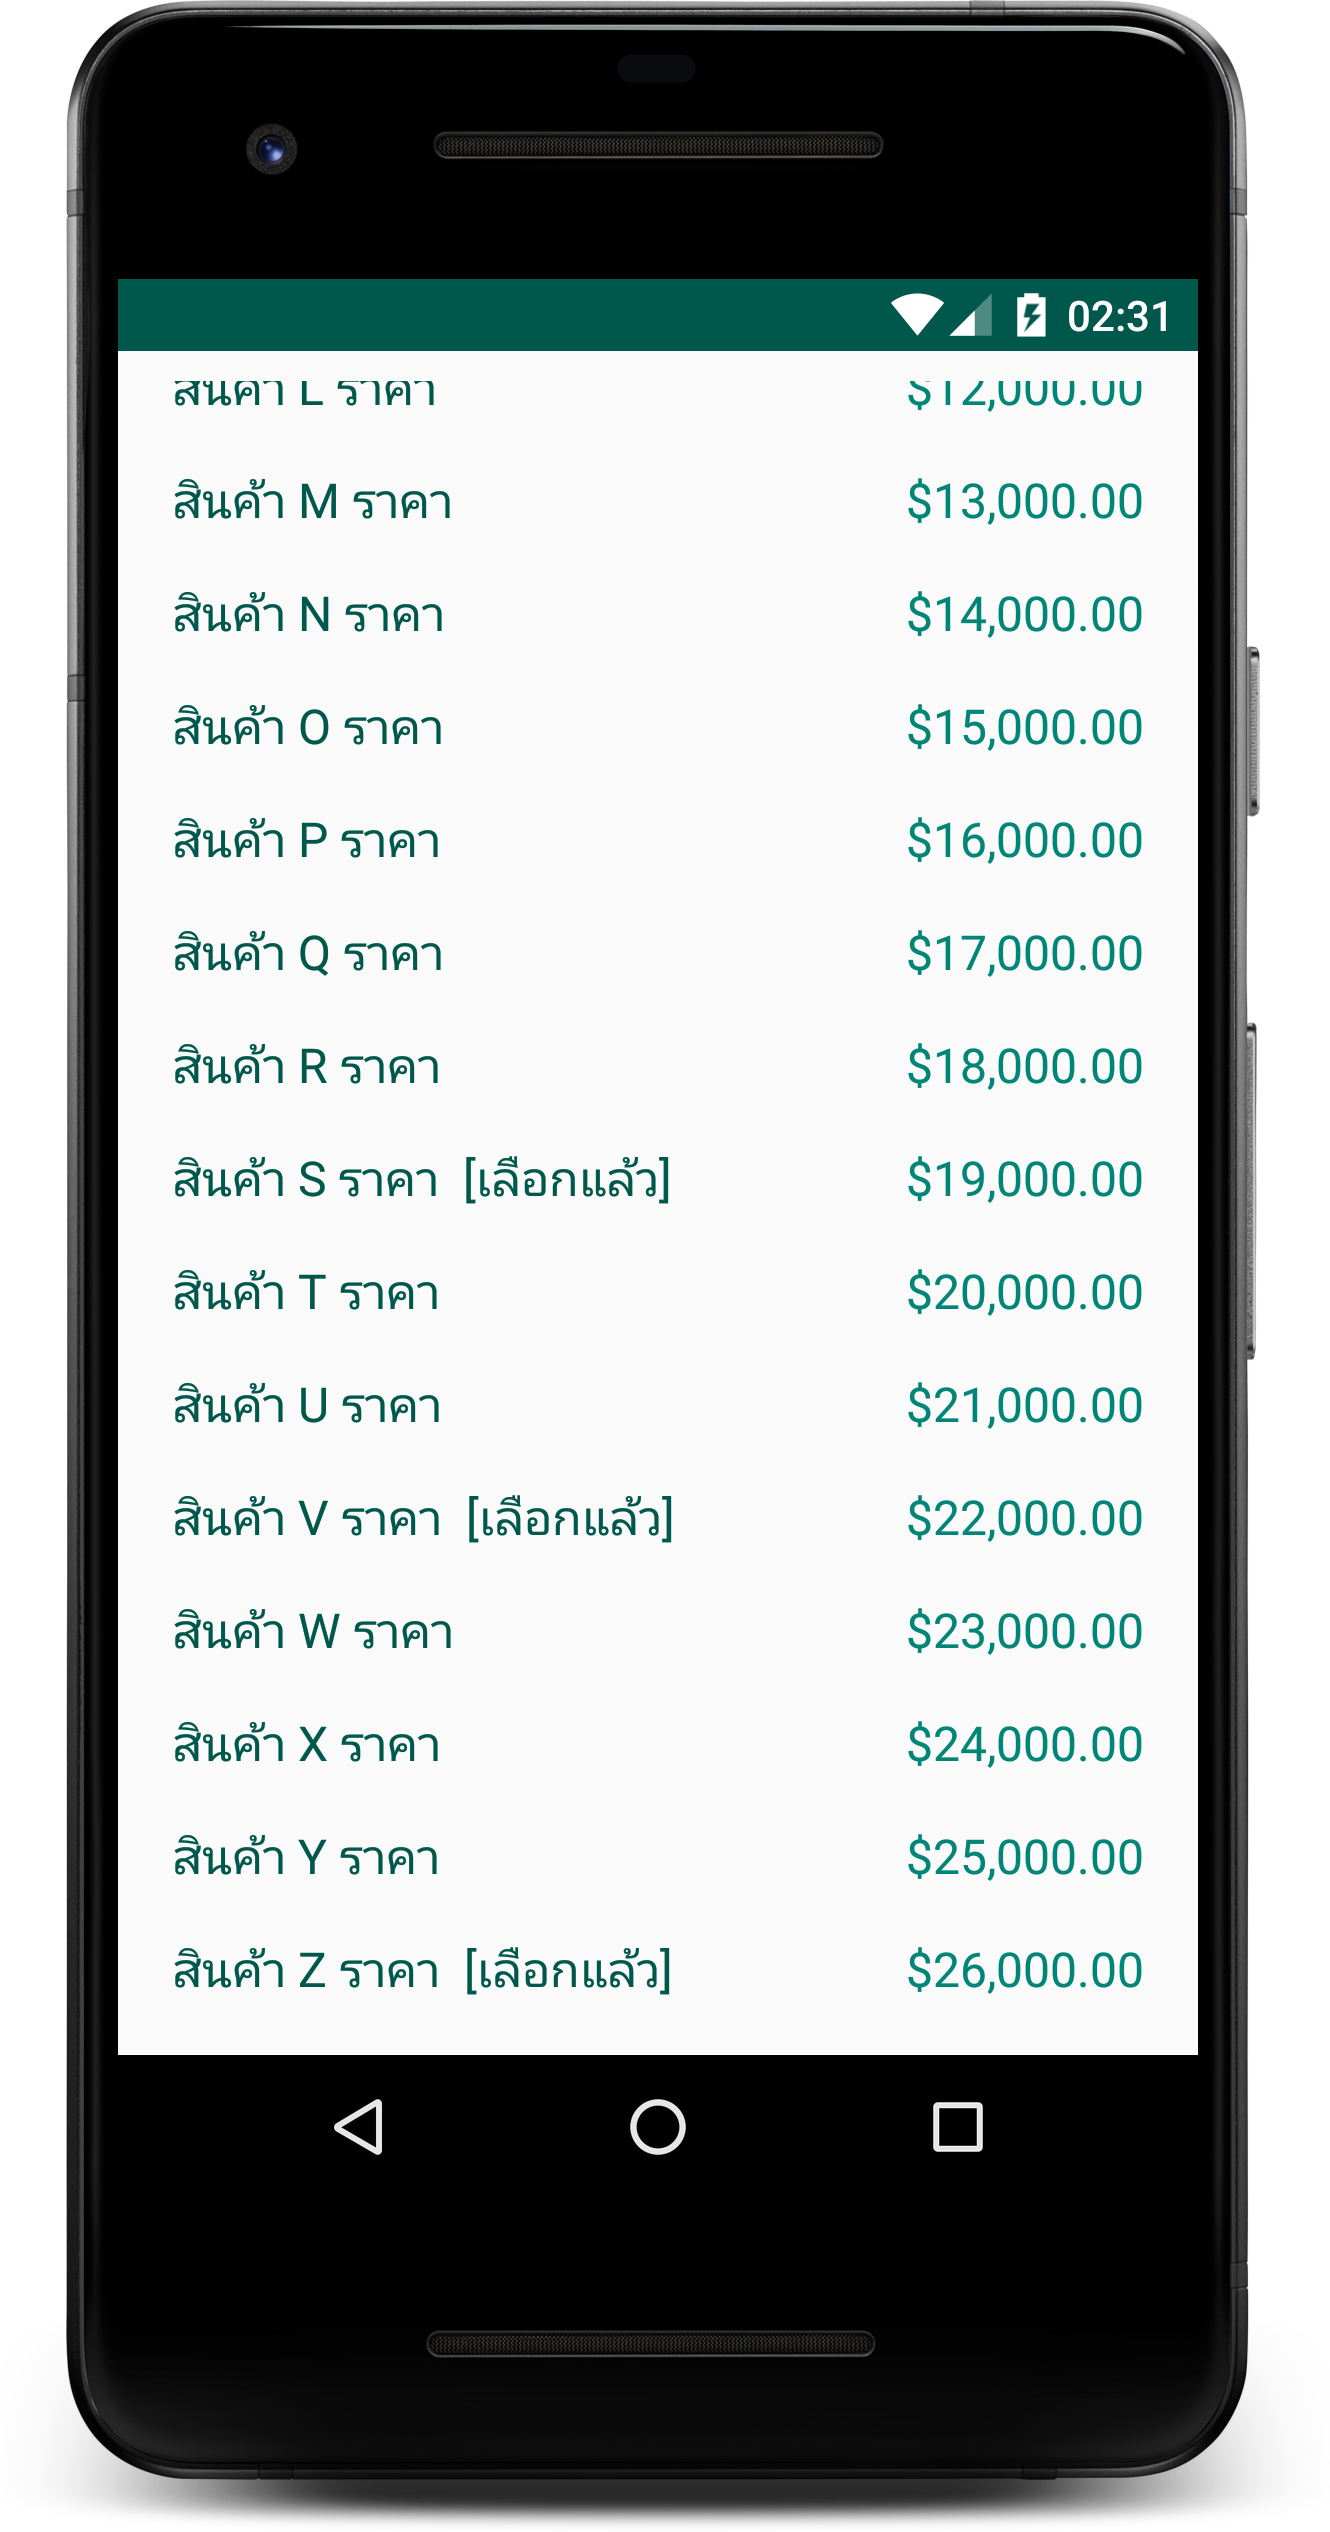 02:31
สินค้า L ราคา $12,000.00
สินค้า M ราคา $13,000.00
สินค้า N ราคา $14,000.00
สินค้า O ราคา $15,000.00
สินค้า P ราคา $16,000.00
สินค้า Q ราคา $17,000.00
สินค้า R ราคา $18,000.00
สินค้า S ราคา [เลือกแล้ว] $19,000.00
สินค้า T ราคา $20,000.00
สินค้า U ราคา $21,000.00
สินค้า V ราคา [เลือกแล้ว] $22,000.00
สินค้า W ราคา $23,000.00
สินค้า X ราคา $24,000.00
สินค้า Y ราคา $25,000.00
สินค้า Z ราคา [เลือกแล้ว] $26,000.00